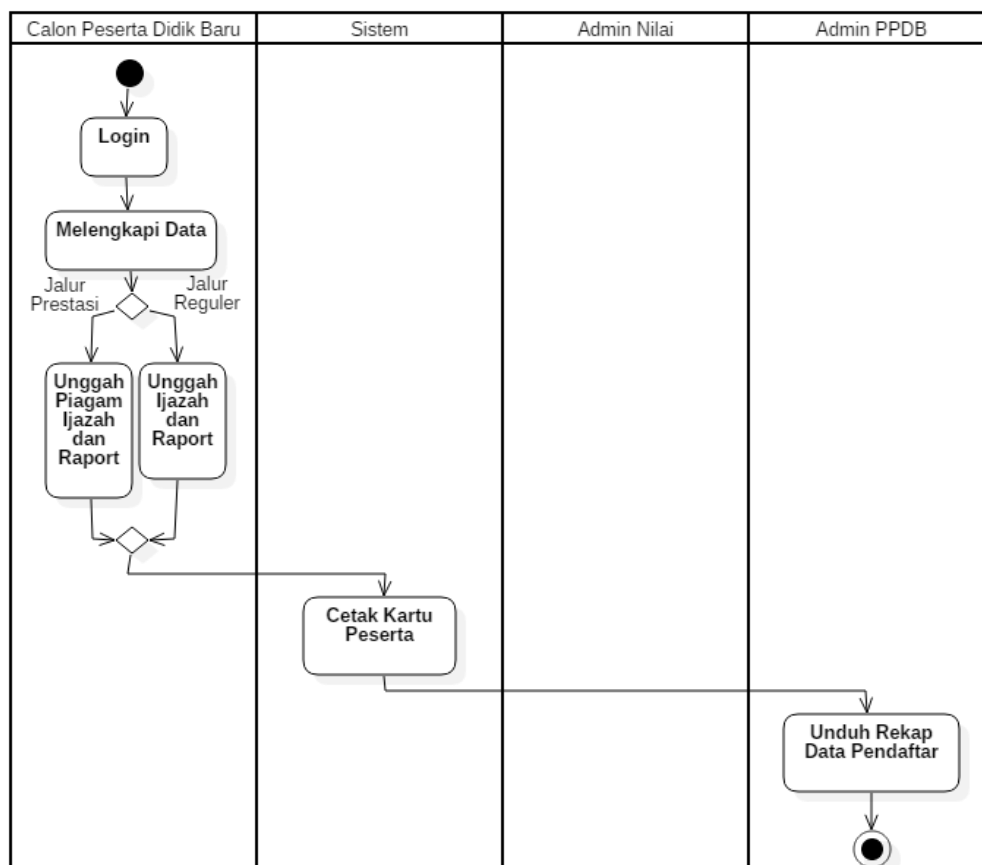 Calon Peserta Didik Baru
Sistem
Admin Nilai
Admin PPDB
Login
Melengkapi Data
Jalur
Prestasi
Jalur
Reguler
Unggah
Piagam
Ijazah
dan
Raport
Unggah
Ijazah
dan
Raport
Cetak Kartu
Peserta
Unduh Rekap
Data Pendaftar